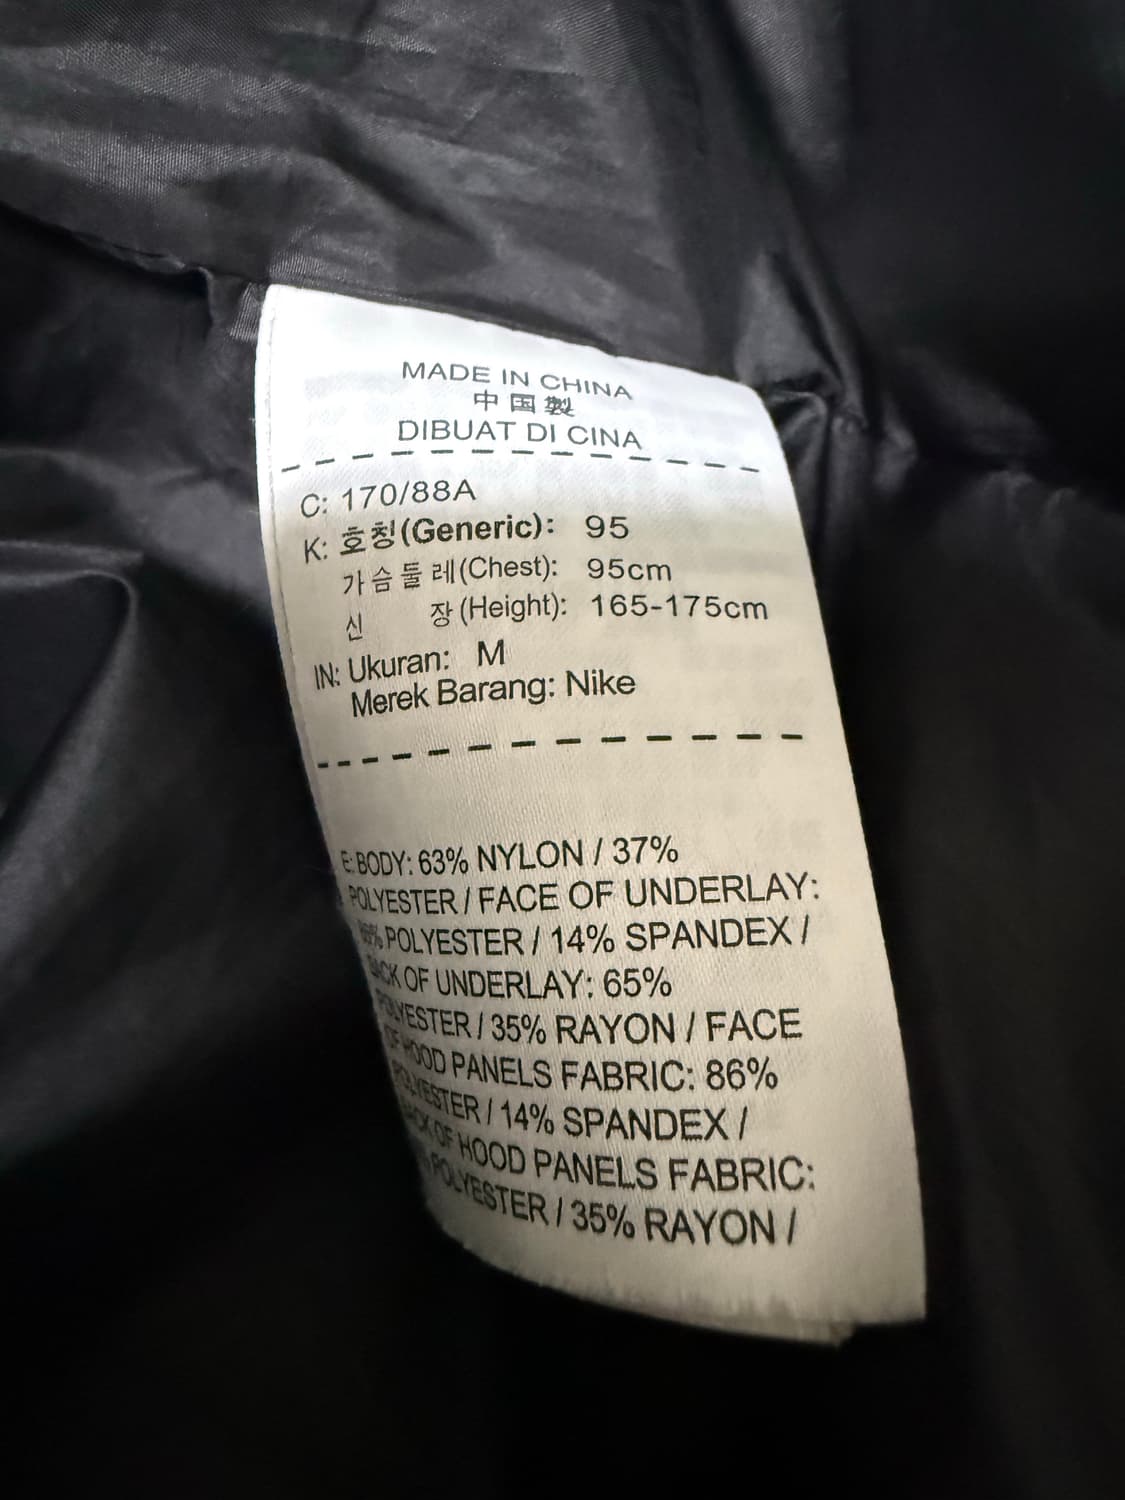 MADE IN CHINA
中国製
DIBUAT DI CINA
C: 170/88A
K: 호칭(Generic): 95
가슴둘레(Chest): 95cm
신 장(Height): 165-175cm
IN: Ukuran: M
Merek Barang: Nike
E: BODY: 63% NYLON / 37%
POLYESTER / FACE OF UNDERLAY:
POLYESTER / 14% SPANDEX /
BACK OF UNDERLAY: 65%
POLYESTER / 35% RAYON / FACE
OF HOOD PANELS FABRIC: 86%
POLYESTER / 14% SPANDEX /
BACK OF HOOD PANELS FABRIC:
POLYESTER / 35% RAYON /